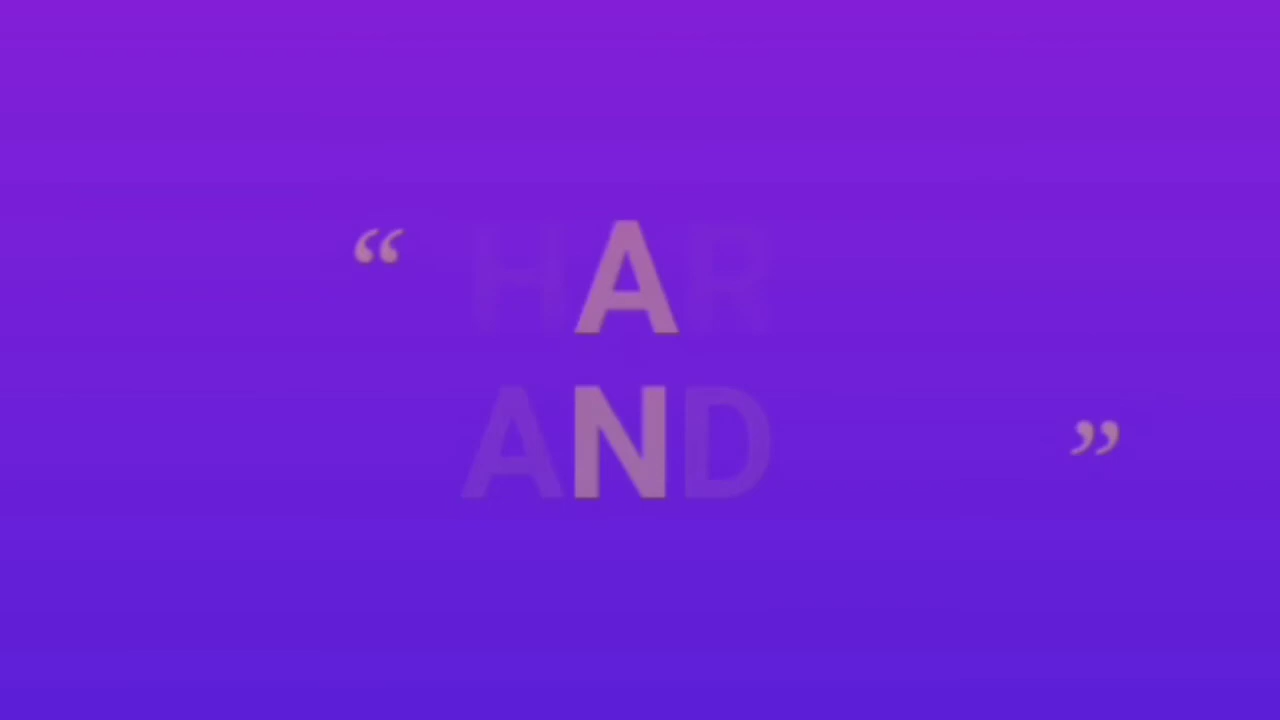 “ HAR
AND ”